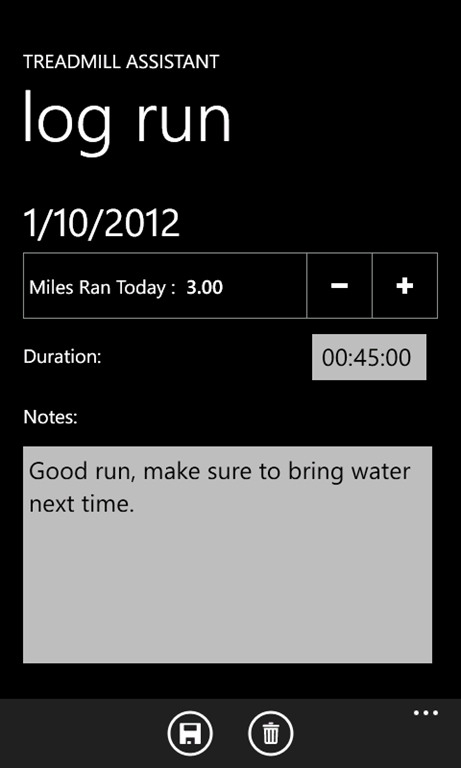 TREADMILL ASSISTANT
log run
1/10/2012
Miles Ran Today : 3.00
Duration: 00:45:00
Notes:
Good run, make sure to bring water
next time.